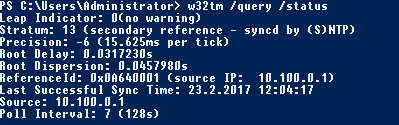 PS C:\Users\Administrator> w32tm /query /status
Leap Indicator: 0(no warning)
Stratum: 13 (secondary reference - syncd by (S)NTP)
Precision: -6 (15.625ms per tick)
Root Delay: 0.0317230s
Root Dispersion: 0.0457980s
ReferenceId: 0x0A640001 (source IP:  10.100.0.1)
Last Successful Sync Time: 23.2.2017 12:04:17
Source: 10.100.0.1
Poll Interval: 7 (128s)